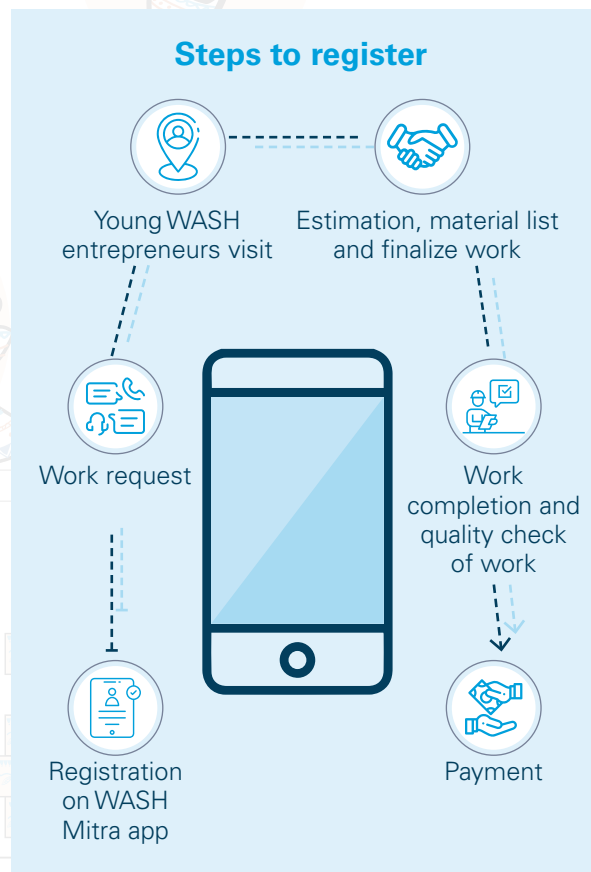 Steps to register
Young WASH
entrepreneurs visit
Estimation, material list
and finalize work
Work request
Work
completion and
quality check
of work
Registration
on WASH
Mitra app
Payment